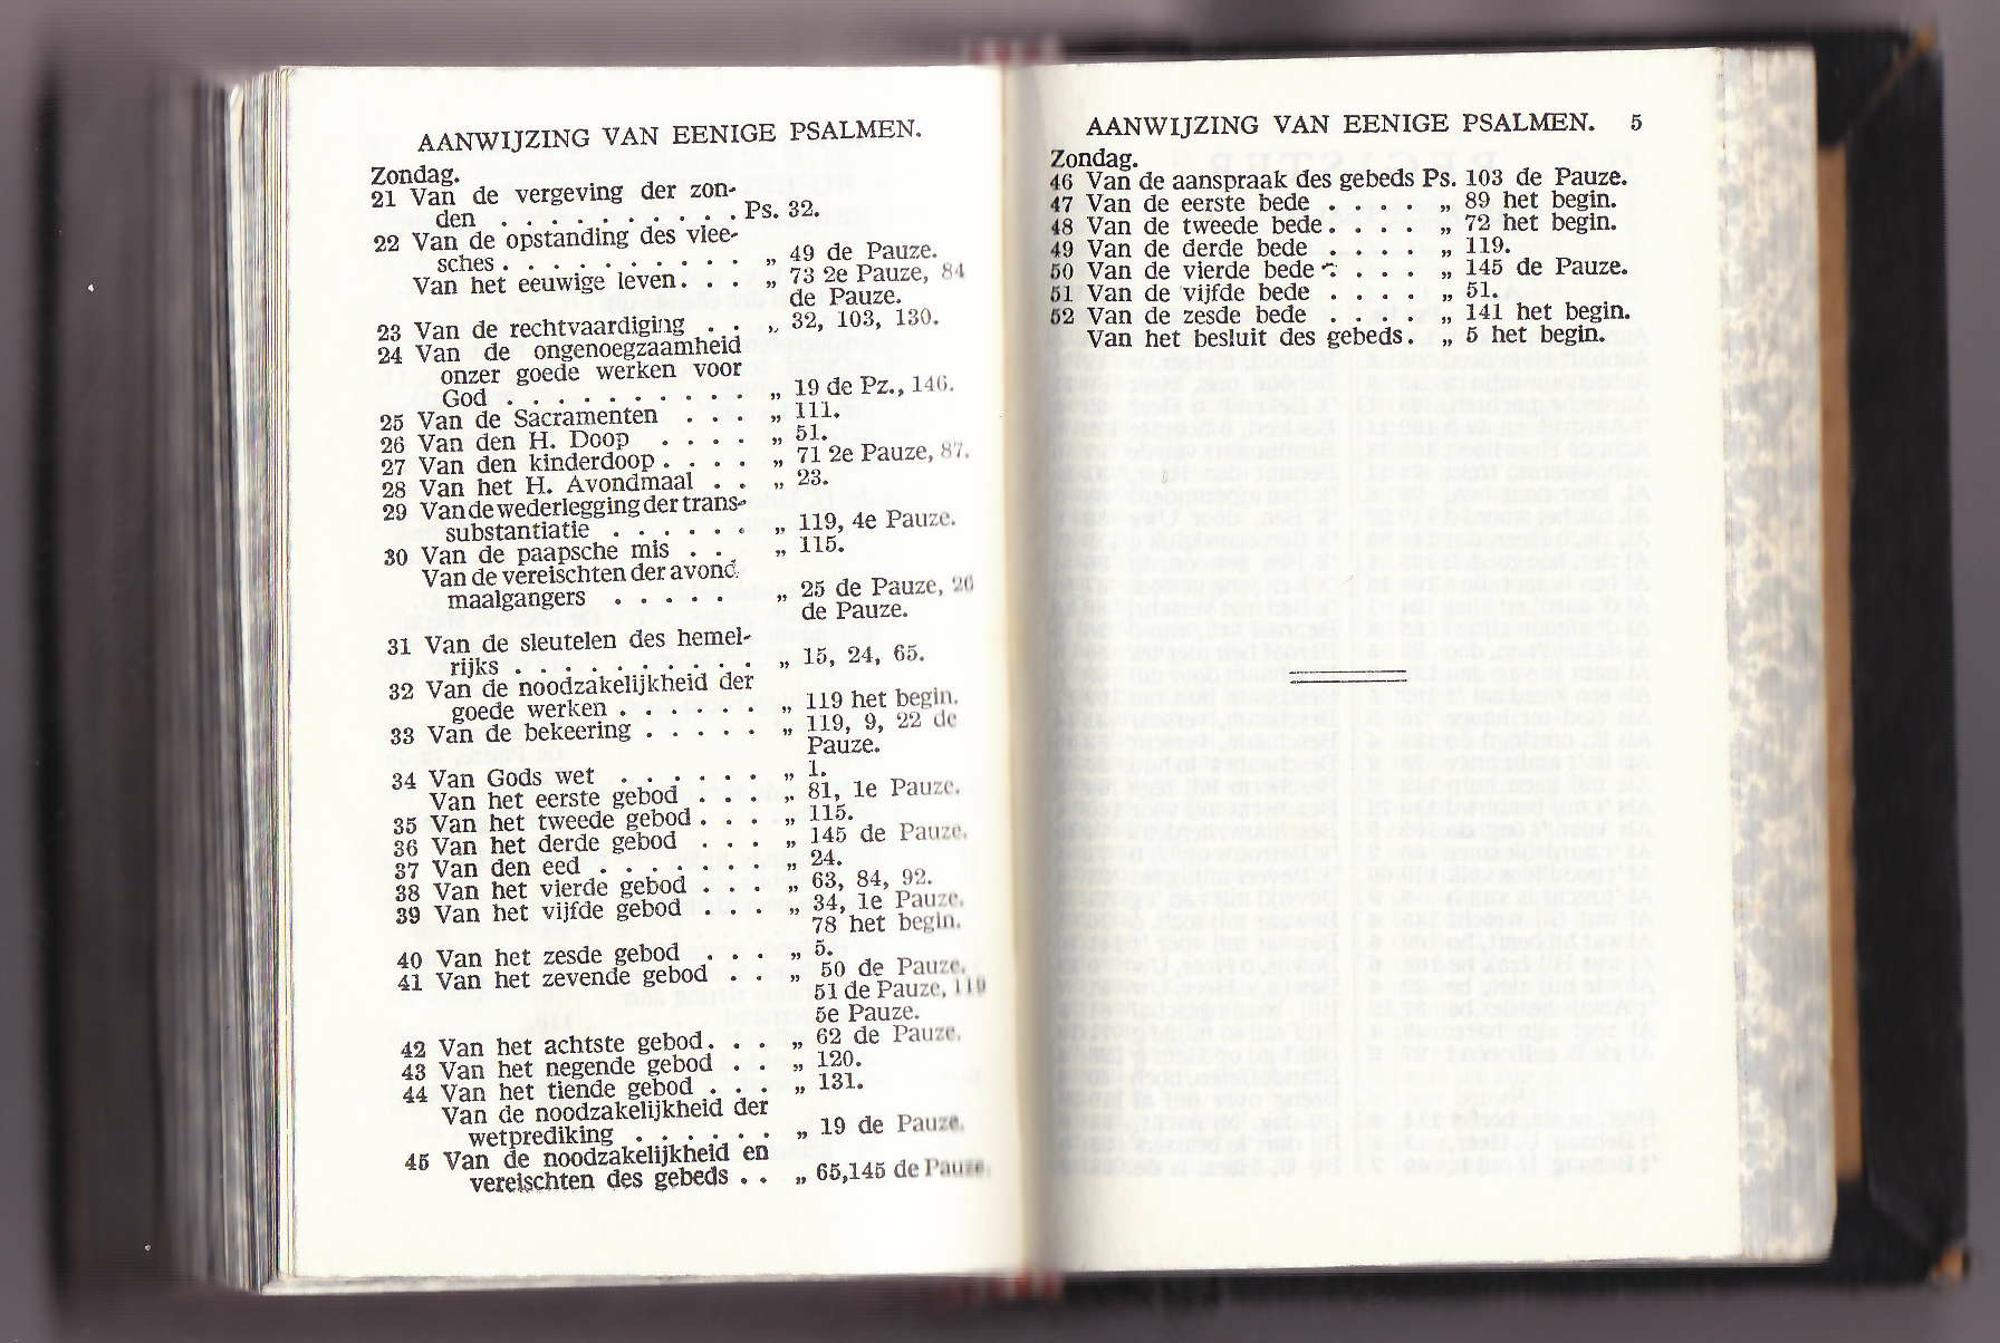 AANWIJZING VAN EENIGE PSALMEN.
Zondag.
21 Van de vergeving der zon-
den . . . . . . . . . . Ps. 32.
22 Van de opstanding des vlee-
sches . . . . . . . . . . „ 49 de Pauze.
Van het eeuwige leven. . . „ 73 2e Pauze, 84
de Pauze.
23 Van de rechtvaardiging . . „ 32, 103, 130.
24 Van de ongenoegzaamheid
onzer goede werken voor
God . . . . . . . . . . „ 19 de Pz., 146.
25 Van de Sacramenten . . . „ 111.
26 Van den H. Doop . . . . „ 51.
27 Van den kinderdoop . . . . „ 71 2e Pauze, 87.
28 Van het H. Avondmaal . . „ 23.
29 Van de wederlegging der trans-
substantiatie . . . . . . „ 119, 4e Pauze.
30 Van de paapsche mis . . „ 115.
Van de vereischten der avond
maalgangers . . . . . „ 25 de Pauze, 26
de Pauze.
31 Van de sleutelen des hemel-
rijks . . . . . . . . . . „ 15, 24, 65.
32 Van de noodzakelijkheid der
goede werken . . . . . . „ 119 het begin.
33 Van de bekeering . . . . . „ 119, 9, 22 de
Pauze.
34 Van Gods wet . . . . . . „ 1.
Van het eerste gebod . . . „ 81, 1e Pauze.
35 Van het tweede gebod . . . „ 115.
36 Van het derde gebod . . . „ 145 de Pauze.
37 Van den eed . . . . . . . „ 24.
38 Van het vierde gebod . . . „ 63, 84, 92.
39 Van het vijfde gebod . . . „ 34, 1e Pauze.
78 het begin.
40 Van het zesde gebod . . . „ 5.
41 Van het zevende gebod . . „ 50 de Pauze.
51 de Pauze, 119
5e Pauze.
42 Van het achtste gebod. . . „ 62 de Pauze.
43 Van het negende gebod . . „ 120.
44 Van het tiende gebod . . . „ 131.
Van de noodzakelijkheid der
wetprediking . . . . . . „ 19 de Pauze.
45 Van de noodzakelijkheid en
vereischten des gebeds . . „ 65,145 de Pauze.
AANWIJZING VAN EENIGE PSALMEN. 5
Zondag.
46 Van de aanspraak des gebeds Ps. 103 de Pauze.
47 Van de eerste bede . . . . „ 89 het begin.
48 Van de tweede bede. . . . „ 72 het begin.
49 Van de derde bede . . . . „ 119.
50 Van de vierde bede . . . . „ 145 de Pauze.
51 Van de vijfde bede . . . . „ 51.
52 Van de zesde bede . . . . „ 141 het begin.
Van het besluit des gebeds. „ 5 het begin.